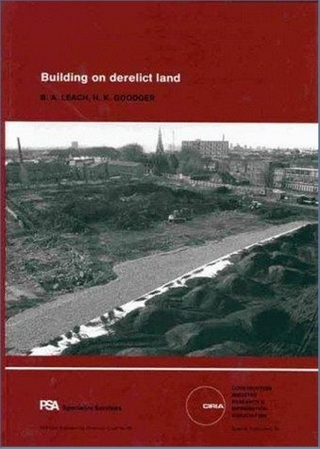 Building on derelict land
B. A. LEACH, H. K. GOODGER
PSA Specialist Services
CIRIA
CONSTRUCTION
INDUSTRY
RESEARCH &
INFORMATION
ASSOCIATION